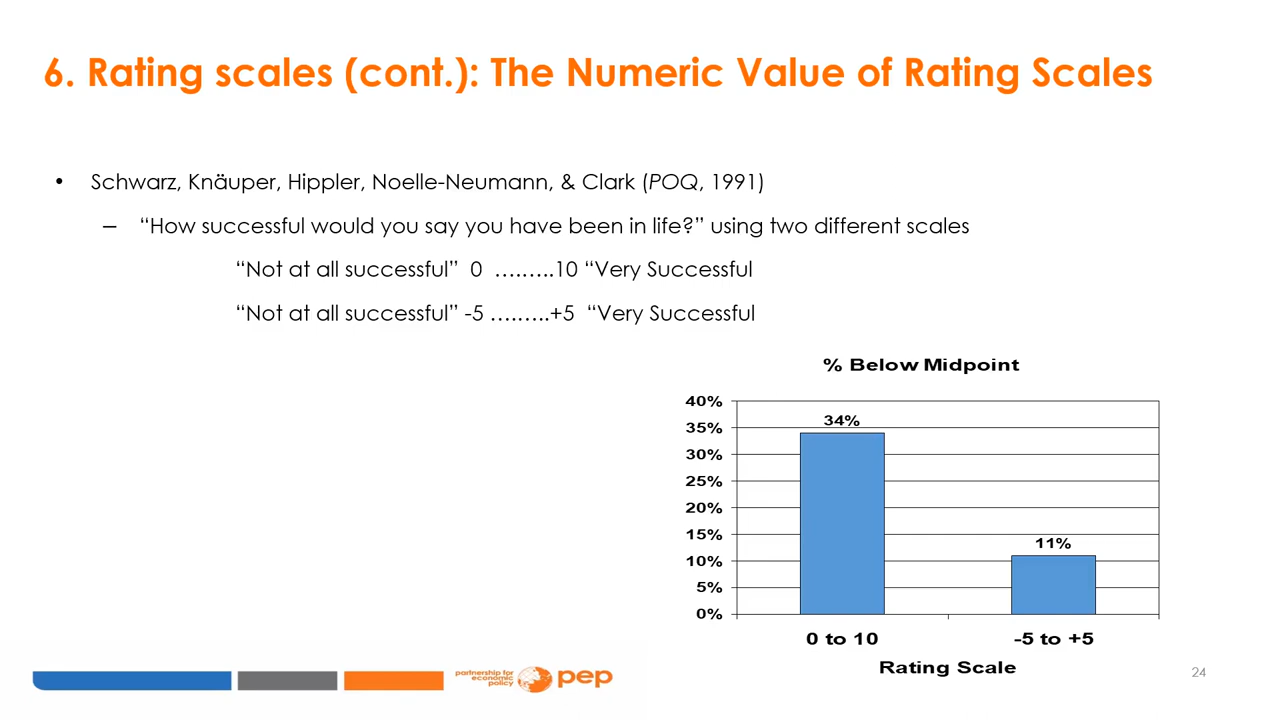 6. Rating scales (cont.): The Numeric Value of Rating Scales
• Schwarz, Knäuper, Hippler, Noelle-Neumann, & Clark (POQ, 1991)
– “How successful would you say you have been in life?” using two different scales
“Not at all successful” 0 ……..10 “Very Successful
“Not at all successful” -5 ……..+5 “Very Successful
% Below Midpoint
40%
35%
30%
25%
20%
15%
10%
5%
0%
34%
11%
0 to 10
-5 to +5
Rating Scale
partnership for
economic
policy
pep
24